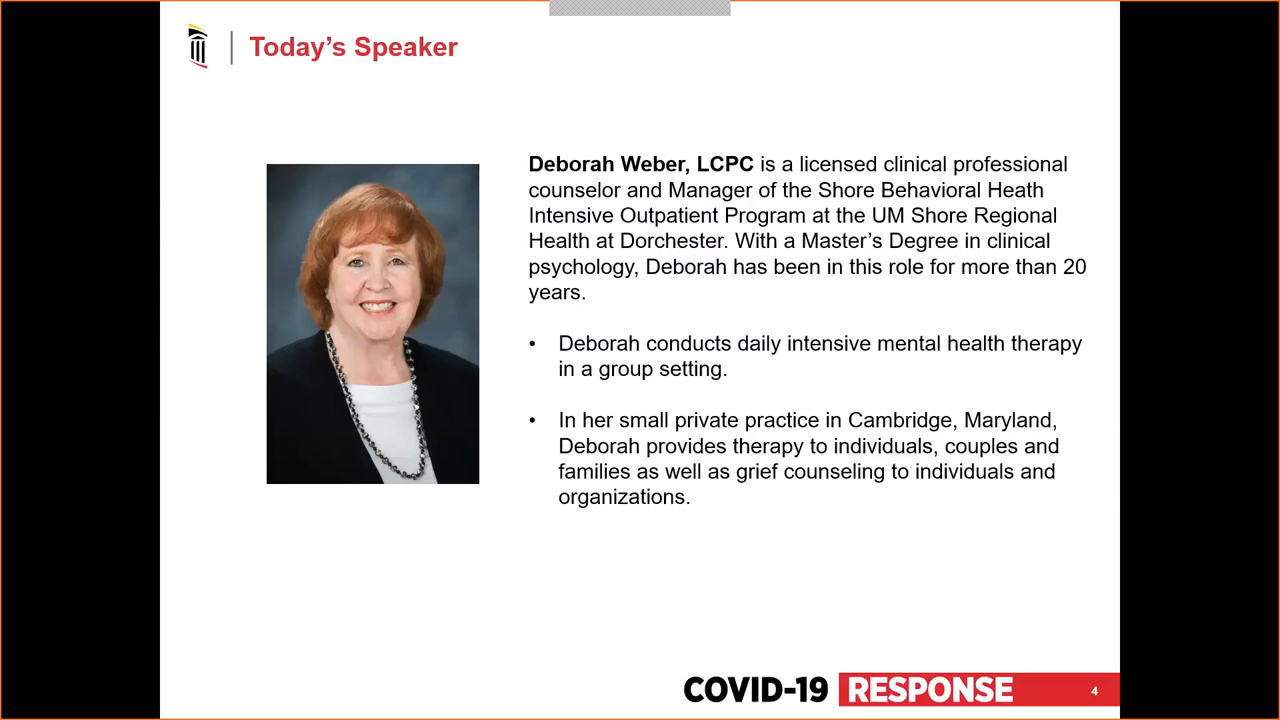 Today’s Speaker
Deborah Weber, LCPC is a licensed clinical professional
counselor and Manager of the Shore Behavioral Heath
Intensive Outpatient Program at the UM Shore Regional
Health at Dorchester. With a Master’s Degree in clinical
psychology, Deborah has been in this role for more than 20
years.
• Deborah conducts daily intensive mental health therapy
in a group setting.
• In her small private practice in Cambridge, Maryland,
Deborah provides therapy to individuals, couples and
families as well as grief counseling to individuals and
organizations.
COVID-19 RESPONSE 4